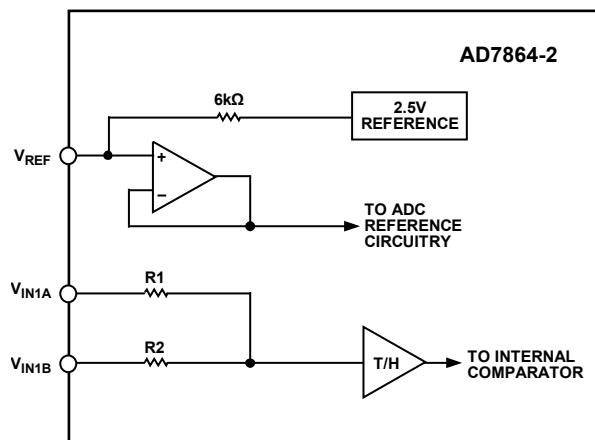 AD7864-2
6kΩ
2.5V
REFERENCE
VREF
+
−
TO ADC
REFERENCE
CIRCUITRY
VIN1A
R1
VIN1B
R2
T/H
TO INTERNAL
COMPARATOR